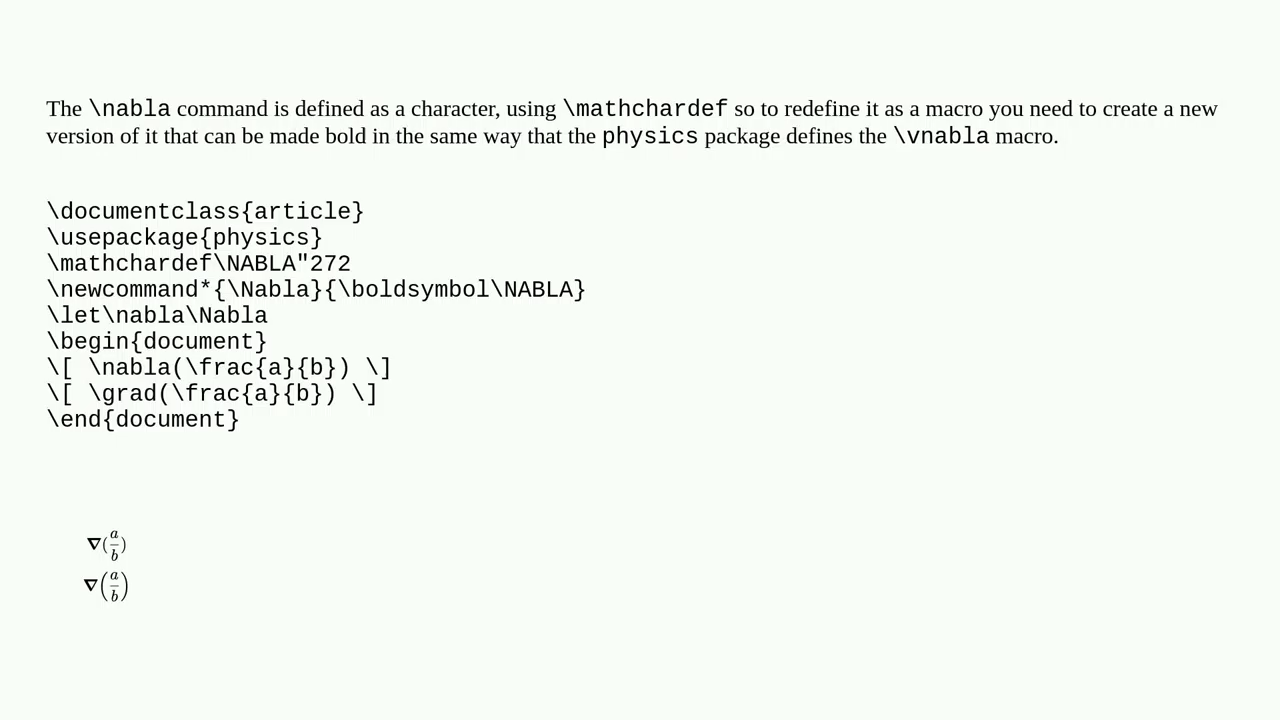 The \nabla command is defined as a character, using \mathchardef so to redefine it as a macro you need to create a new
version of it that can be made bold in the same way that the physics package defines the \vnabla macro.
\documentclass{article}
\usepackage{physics}
\mathchardef\NABLA"272
\newcommand*{\Nabla}{\boldsymbol\NABLA}
\let\nabla\Nabla
\begin{document}
\[ \nabla(\frac{a}{b}) \]
\[ \grad(\frac{a}{b}) \]
\end{document}
∇(a/b)
∇(a/b)